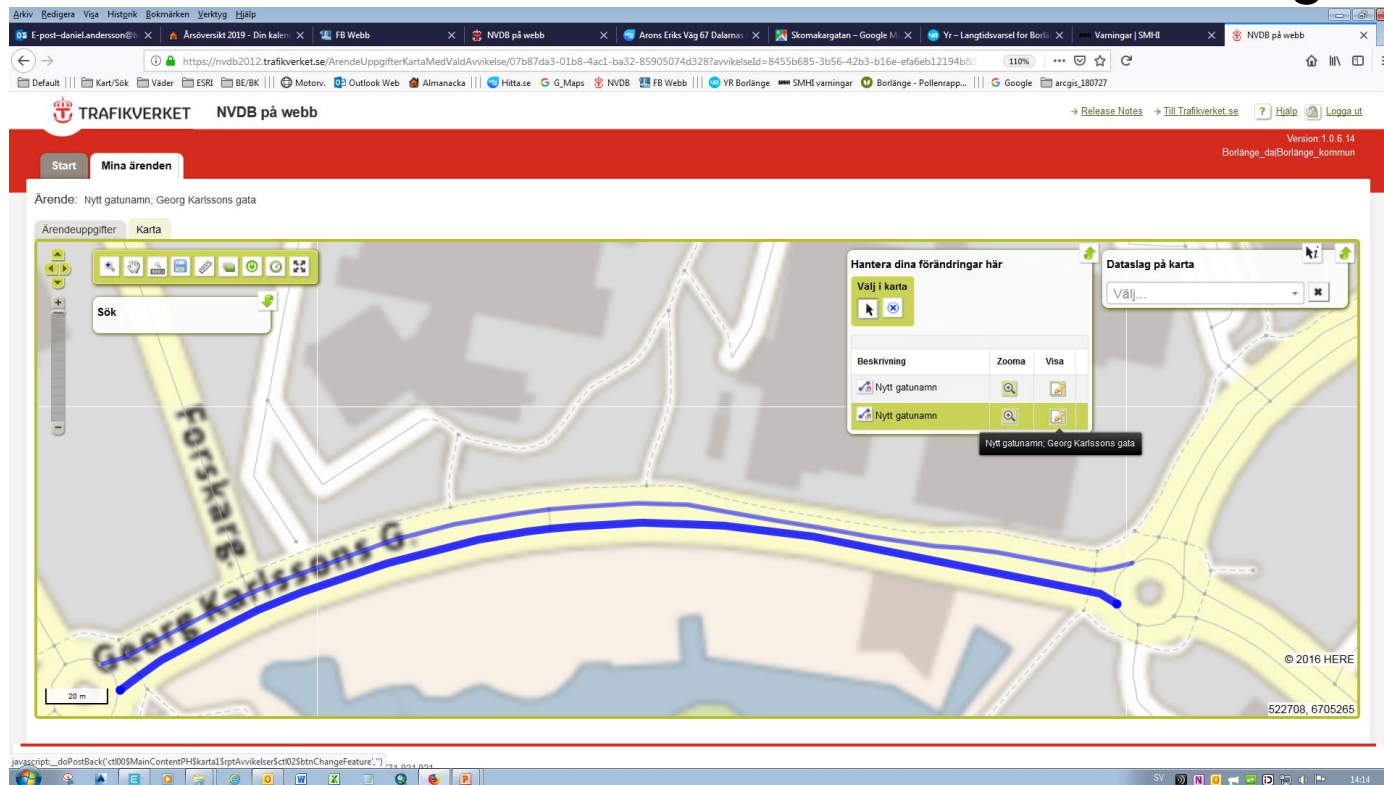 Arkiv Redigera Visa Historik Bokmärken Verktyg Hjälp
E-post–daniel.andersson@b Årsöversikt 2019 - Din kalen FB Webb NVDB på webb Arons Eriks Väg 67 Dalarnas Skomakargatan – Google M Yr – Langtidsvarsel for Borlä Varningar | SMHI NVDB på webb
https://nvdb2012.trafikverket.se/ArendeUppgifterKartaMedValdAvvikelse/07b87da3-01b8-4ac1-ba32-85905074d328?avvikelseId=8455b685-3b56-42b3-b16e-efa6eb12194b& 110%
Default Kart/Sök Väder ESRI BE/BK Motorv. Outlook Web Almanacka Hitta.se G_Maps NVDB FB Webb YR Borlänge SMHI varningar Borlänge - Pollenrapp... Google arcgis_180727
TRAFIKVERKET NVDB på webb Release Notes Till Trafikverket.se ? Hjälp Logga ut
Version:1.0.6.14
Borlänge_da|Borlänge_kommun
Start Mina ärenden
Ärende: Nytt gatunamn; Georg Karlssons gata
Ärendeuppgifter Karta
Hantera dina förändringar här
Dataslag på karta
Välj i karta
Välj...
Sök
Beskrivning Zooma Visa
Nytt gatunamn
Nytt gatunamn
Nytt gatunamn; Georg Karlssons gata
Forskarg.
Georg Karlssons G.
© 2016 HERE
20 m
522708, 6705265
javascript:__doPostBack('ctl00$MainContentPH$karta1$rptAvvikelser$ctl02$btnChangeFeature','')
SV 14:14